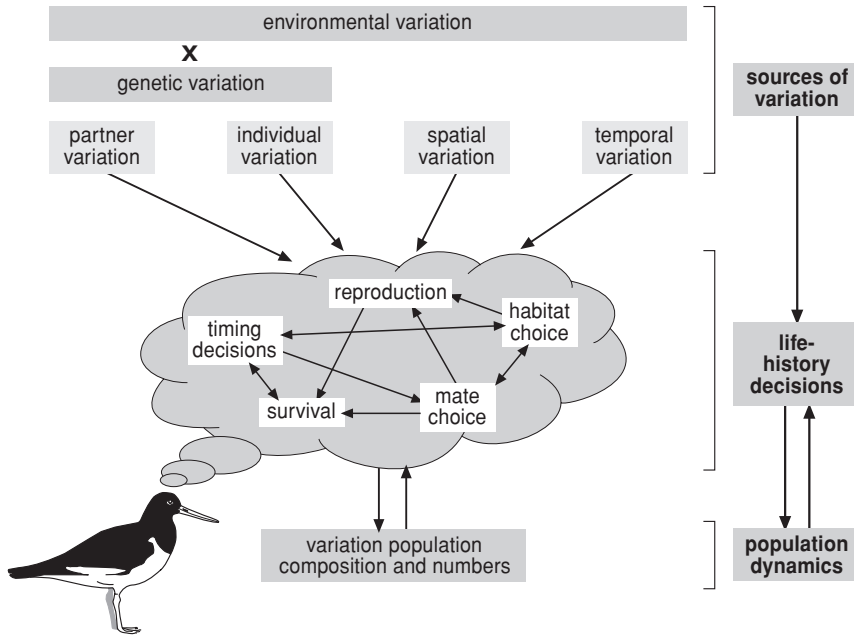 environmental variation
X
genetic variation
sources of
variation
partner
variation
individual
variation
spatial
variation
temporal
variation
reproduction
habitat
choice
timing
decisions
life-
history
decisions
survival
mate
choice
variation population
composition and numbers
population
dynamics